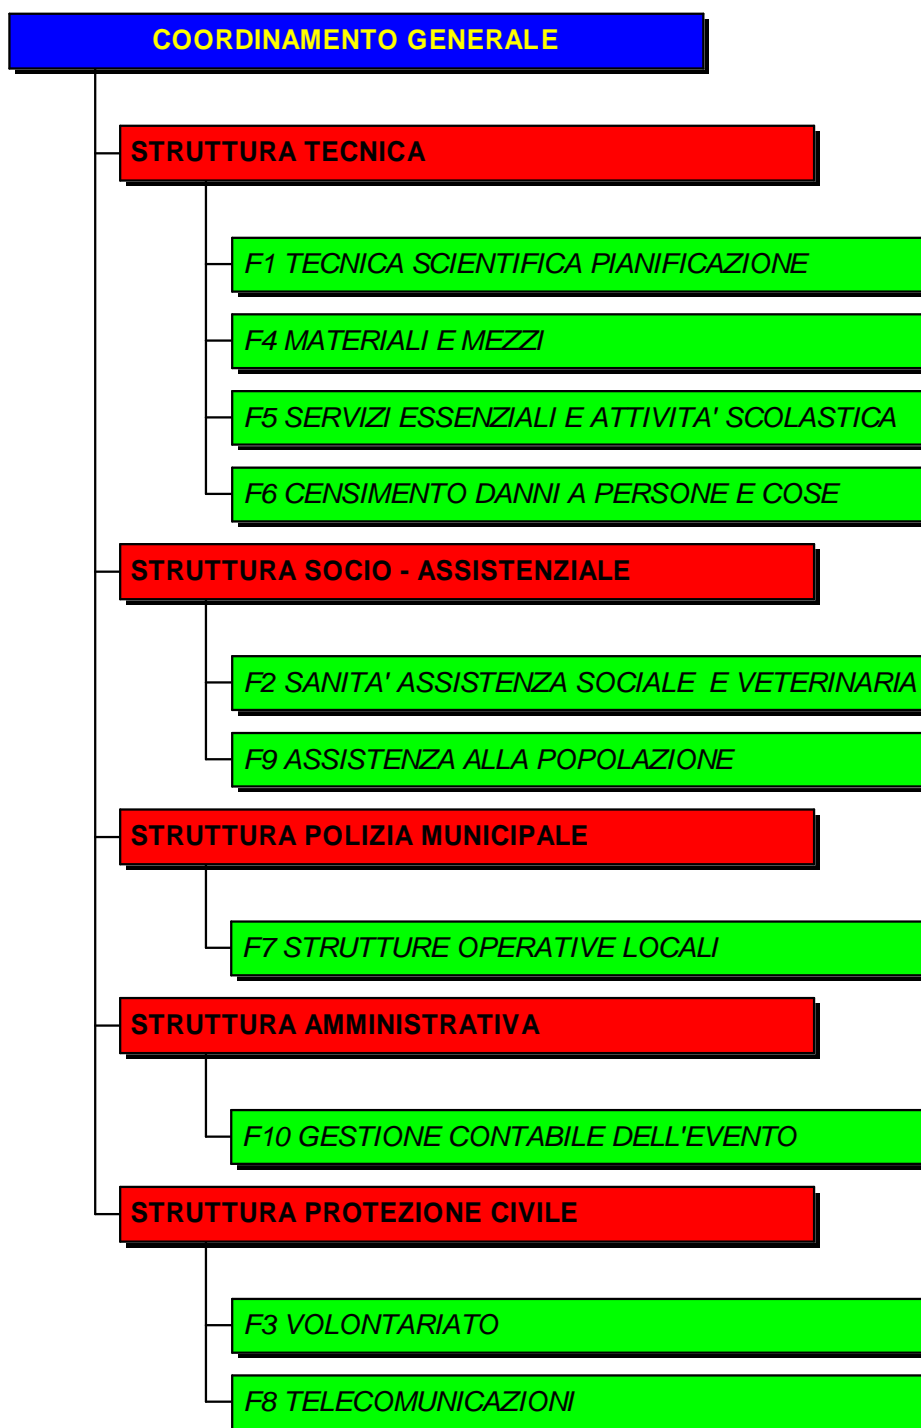 COORDINAMENTO GENERALE
STRUTTURA TECNICA
F1 TECNICA SCIENTIFICA PIANIFICAZIONE
F4 MATERIALI E MEZZI
F5 SERVIZI ESSENZIALI E ATTIVITA' SCOLASTICA
F6 CENSIMENTO DANNI A PERSONE E COSE
STRUTTURA SOCIO - ASSISTENZIALE
F2 SANITA' ASSISTENZA SOCIALE E VETERINARIA
F9 ASSISTENZA ALLA POPOLAZIONE
STRUTTURA POLIZIA MUNICIPALE
F7 STRUTTURE OPERATIVE LOCALI
STRUTTURA AMMINISTRATIVA
F10 GESTIONE CONTABILE DELL'EVENTO
STRUTTURA PROTEZIONE CIVILE
F3 VOLONTARIATO
F8 TELECOMUNICAZIONI